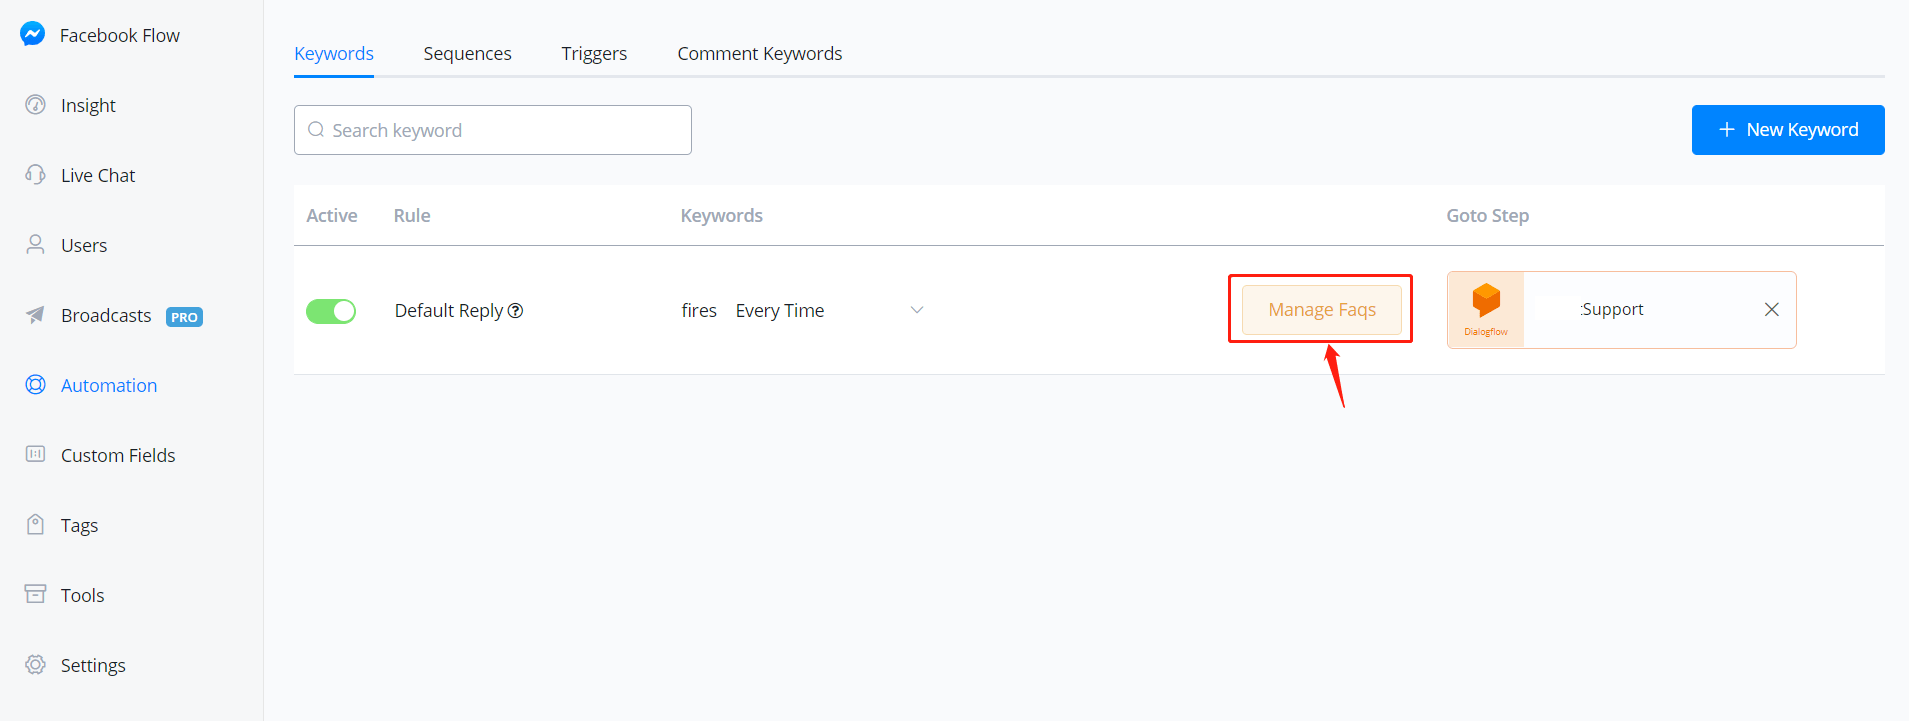 Facebook Flow
Insight
Live Chat
Users
Broadcasts PRO
Automation
Custom Fields
Tags
Tools
Settings
Keywords Sequences Triggers Comment Keywords
Search keyword
+ New Keyword
Active Rule Keywords Goto Step
Default Reply fires Every Time Manage Faqs :Support
Dialogflow